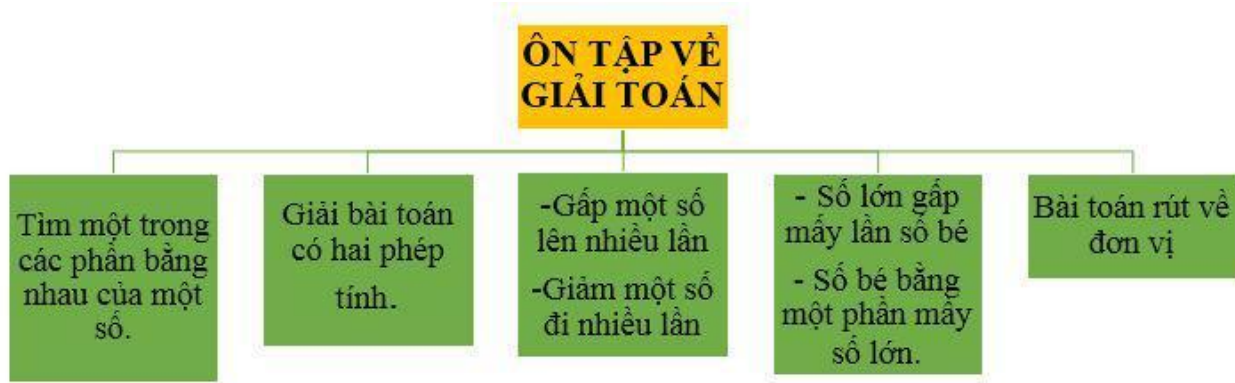 ÔN TẬP VỀ
GIẢI TOÁN
Tìm một trong
các phần bằng
nhau của một
số.
Giải bài toán
có hai phép
tính.
-Gấp một số
lên nhiều lần
-Giảm một số
đi nhiều lần
- Số lớn gấp
mấy lần số bé
- Số bé bằng
một phần mấy
số lớn.
Bài toán rút về
đơn vị